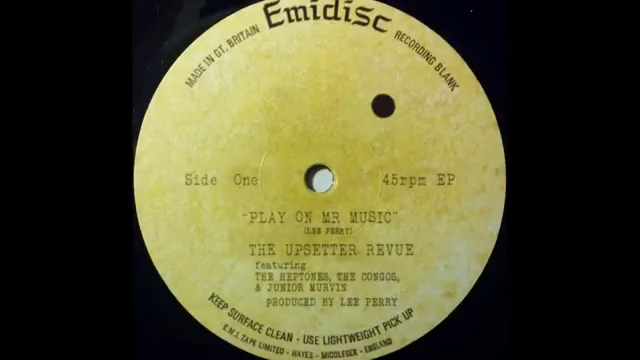 Emidisc
MADE IN GT. BRITAIN
RECORDING BLANK
Side One
45rpm EP
"PLAY ON MR MUSIC"
(LEE PERRY)
THE UPSETTER REVUE
featuring
THE HEPTONES, THE CONGOS,
& JUNIOR MURVIN
PRODUCED BY LEE PERRY
KEEP SURFACE CLEAN - USE LIGHTWEIGHT PICK UP
E.M.I. TAPE LIMITED - HAYES - MIDDLESEX - ENGLAND